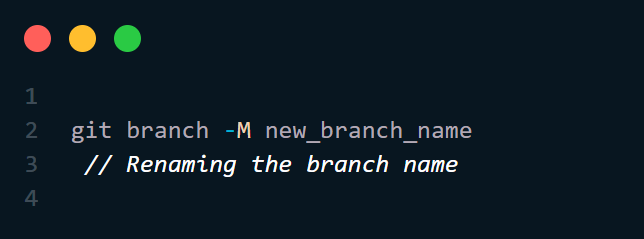 1
2 git branch -M new_branch_name
3 // Renaming the branch name
4